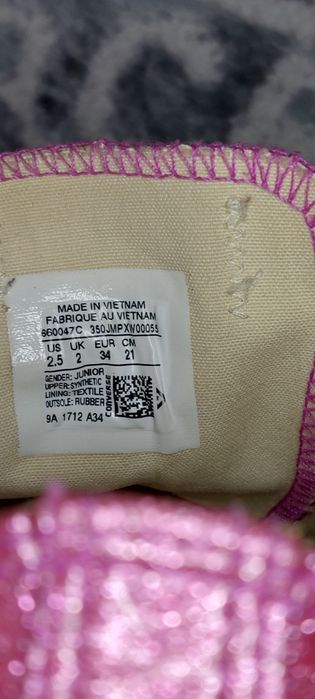 MADE IN VIETNAM
FABRIQUE AU VIETNAM
660047C 350JMPXW00055
US UK EUR CM
2.5 2 34 21
GENDER: JUNIOR
UPPER: SYNTHETIC
LINING: TEXTILE
OUTSOLE: RUBBER
CONVERSE
9A 1712 A34